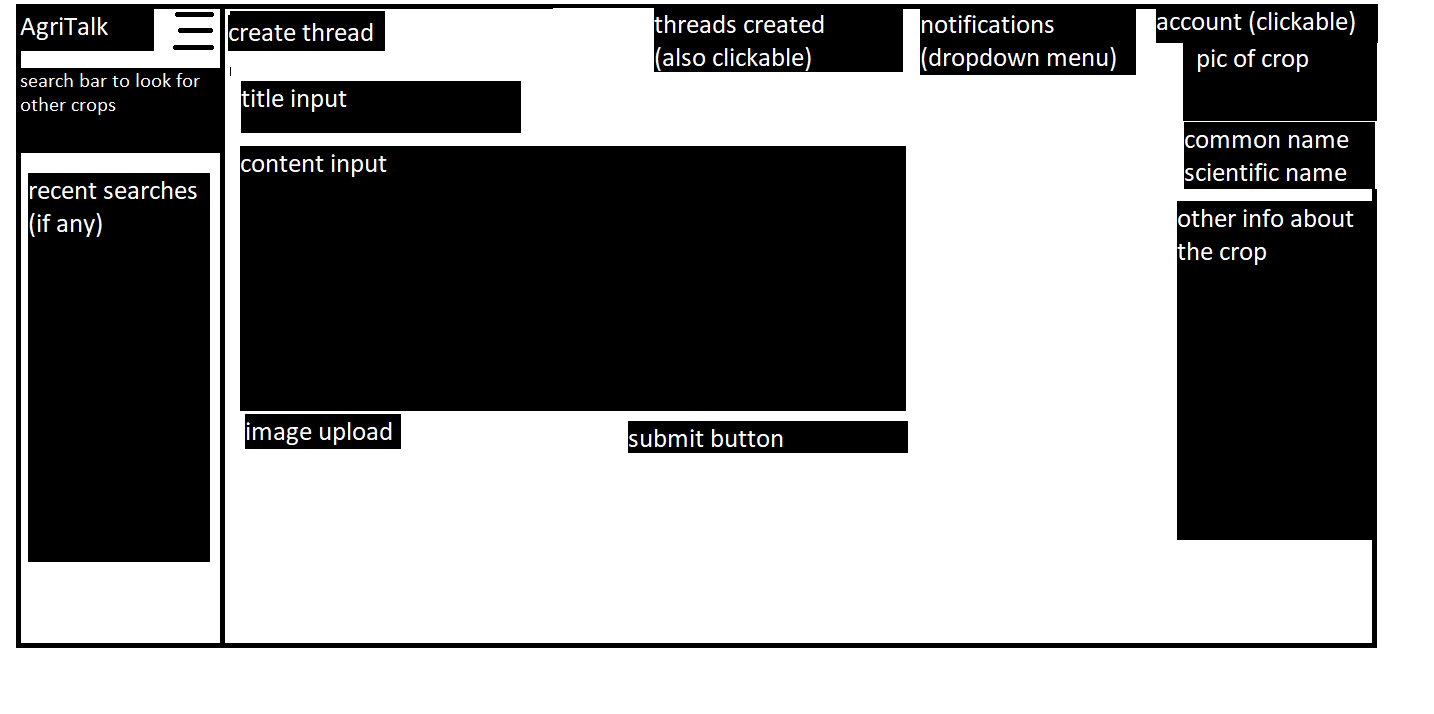 AgriTalk
create thread
threads created
(also clickable)
notifications
(dropdown menu)
account (clickable)
pic of crop
search bar to look for
other crops
title input
common name
scientific name
content input
recent searches
(if any)
other info about
the crop
image upload
submit button